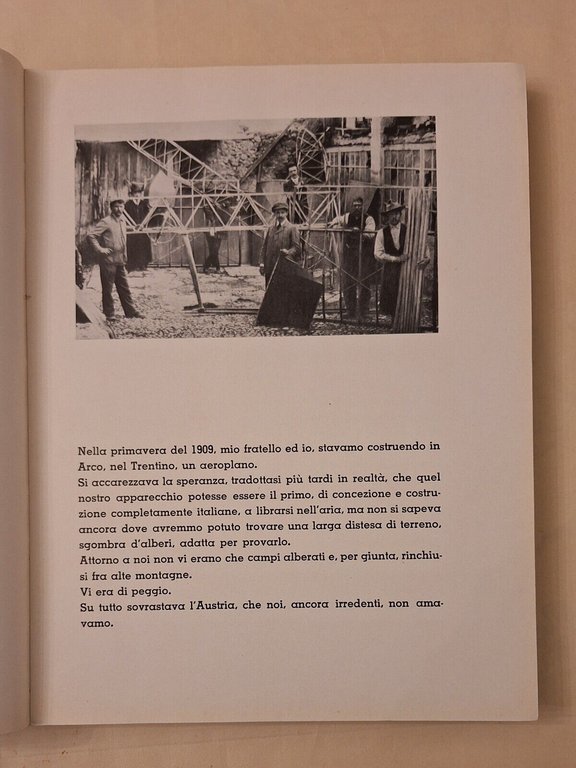 Nella primavera del 1909, mio fratello ed io, stavamo costruendo in
Arco, nel Trentino, un aeroplano.
Si accarezzava la speranza, tradottasi più tardi in realtà, che quel
nostro apparecchio potesse essere il primo, di concezione e costru-
zione completamente italiane, a librarsi nell'aria, ma non si sapeva
ancora dove avremmo potuto trovare una larga distesa di terreno,
sgombra d'alberi, adatta per provarlo.
Attorno a noi non vi erano che campi alberati e, per giunta, rinchiu-
si fra alte montagne.
Vi era di peggio.
Su tutto sovrastava l'Austria, che noi, ancora irredenti, non ama-
vamo.